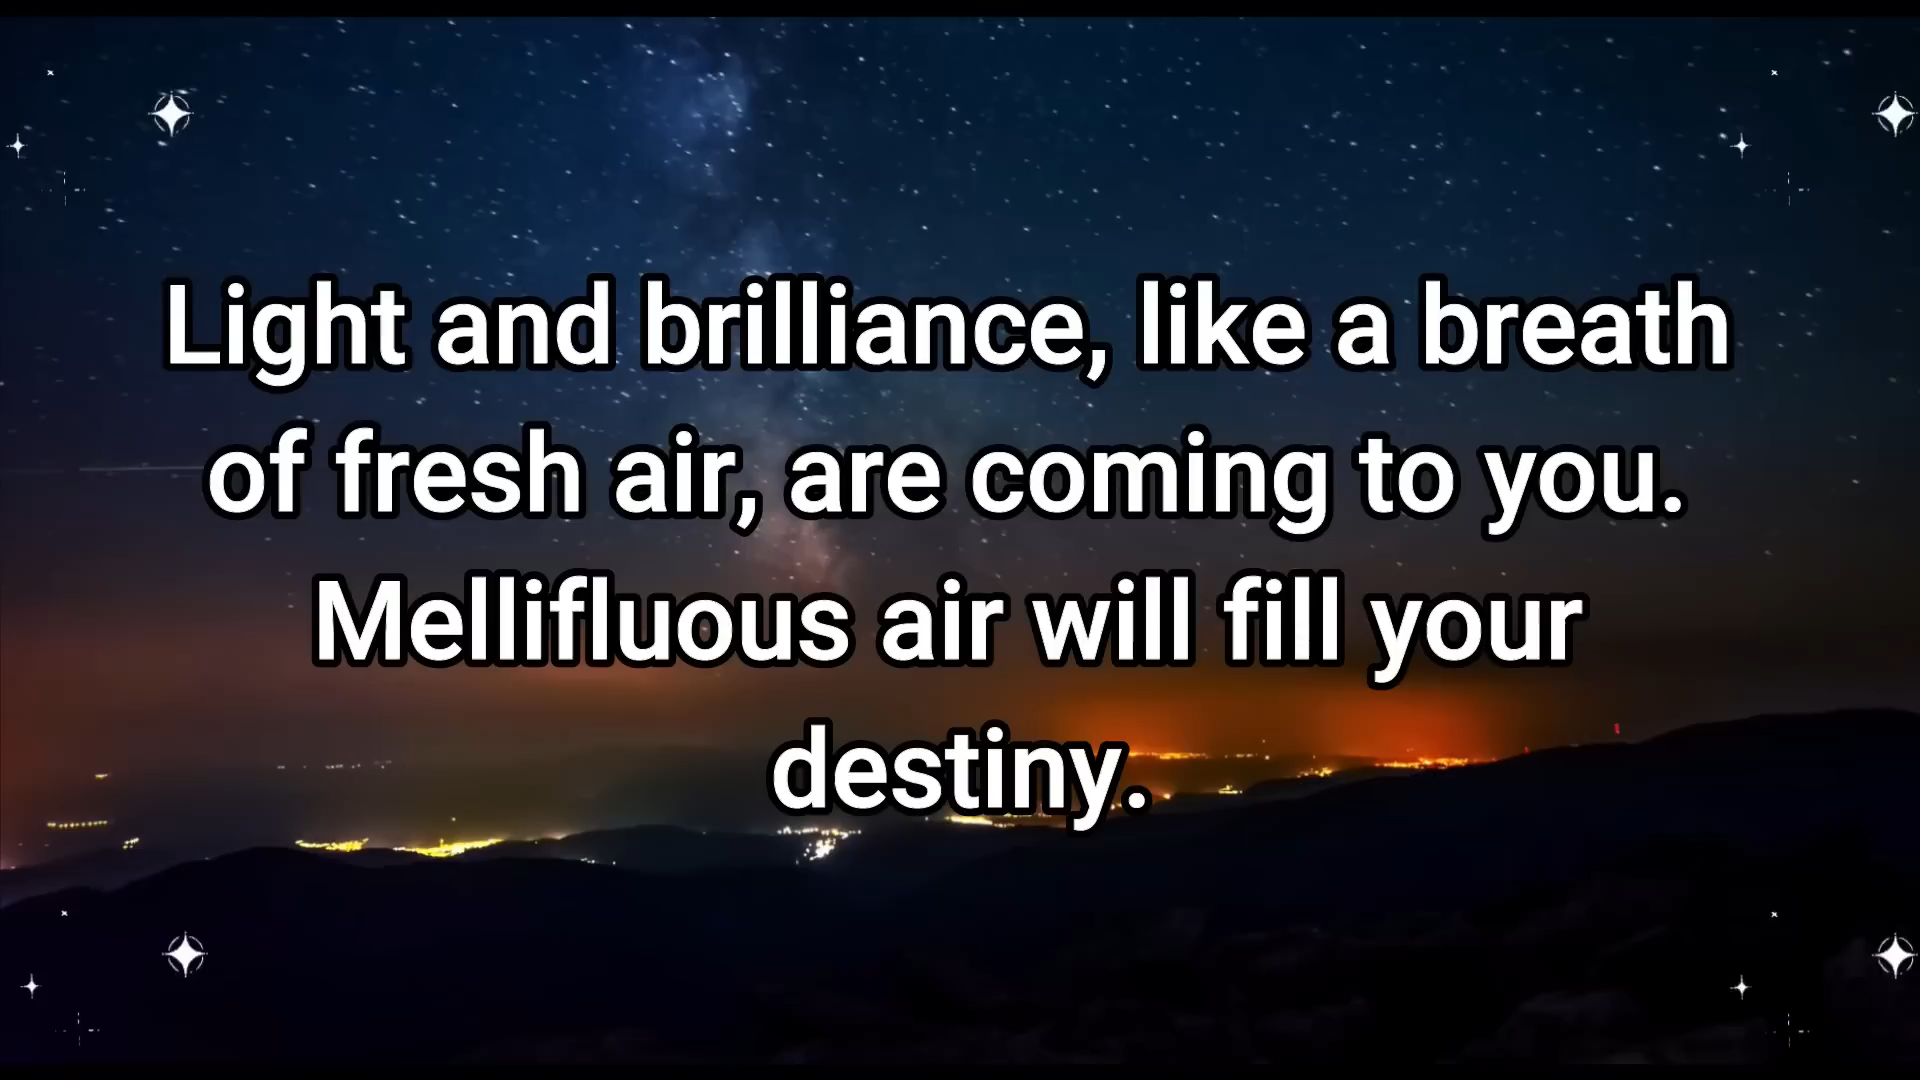 Light and brilliance, like a breath
of fresh air, are coming to you.
Mellifluous air will fill your
destiny.